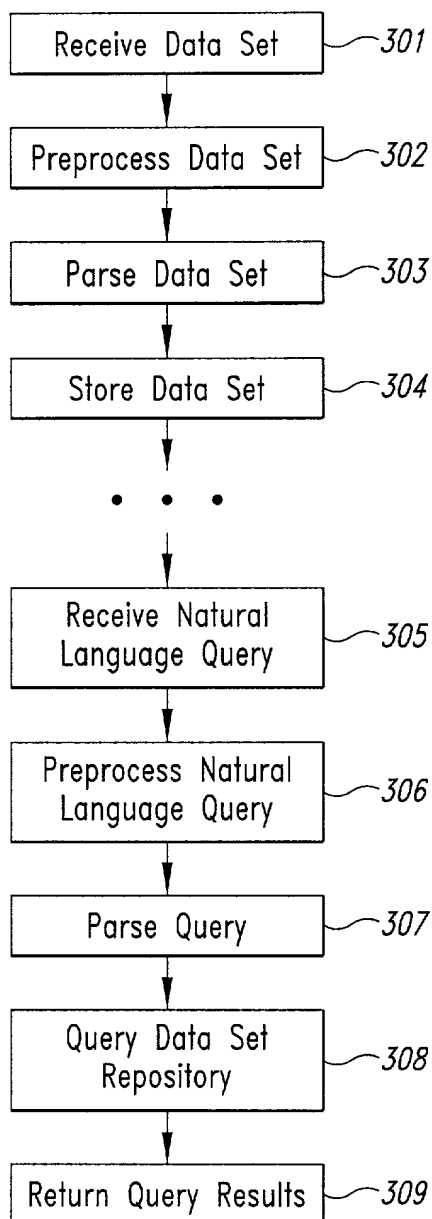 Receive Data Set 301
Preprocess Data Set 302
Parse Data Set 303
Store Data Set 304
• • •
Receive Natural
Language Query 305
Preprocess Natural
Language Query 306
Parse Query 307
Query Data Set
Repository 308
Return Query Results 309